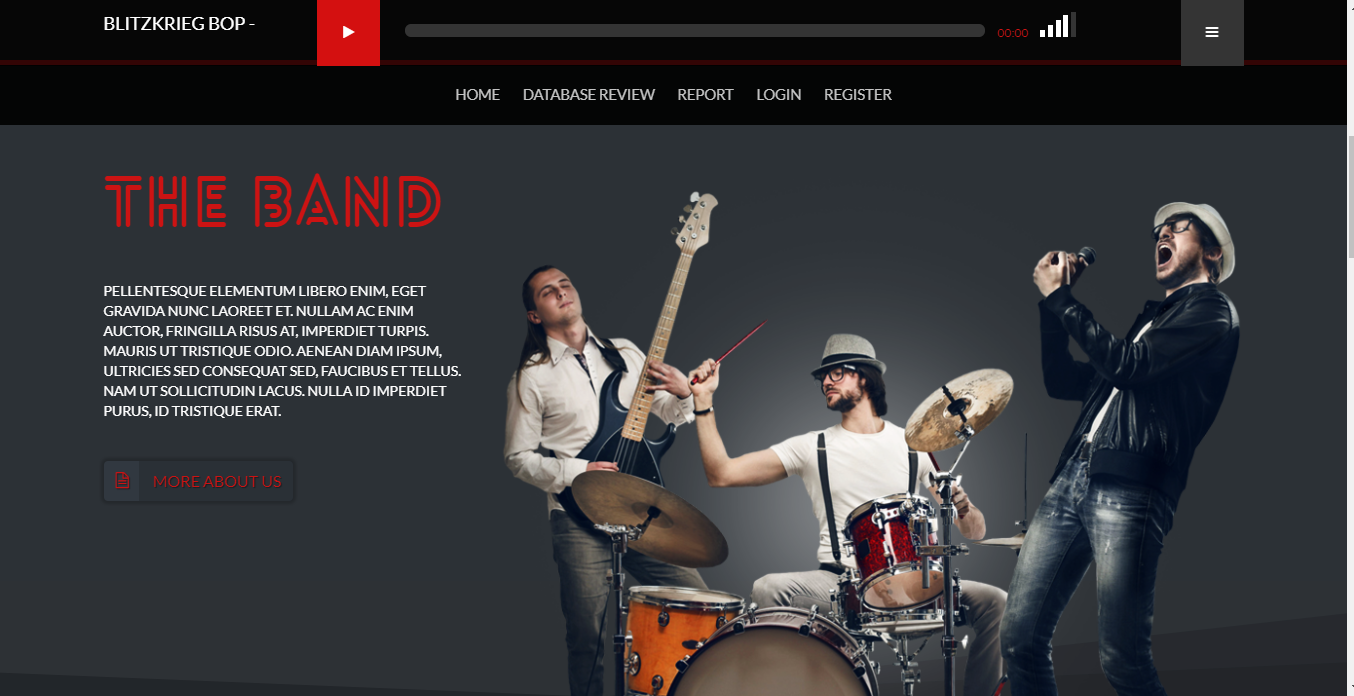 BLITZKRIEG BOP -
00:00
HOME DATABASE REVIEW REPORT LOGIN REGISTER
THE BAND
PELLENTESQUE ELEMENTUM LIBERO ENIM, EGET
GRAVIDA NUNC LAOREET ET. NULLAM AC ENIM
AUCTOR, FRINGILLA RISUS AT, IMPERDIET TURPIS.
MAURIS UT TRISTIQUE ODIO. AENEAN DIAM IPSUM,
ULTRICIES SED CONSEQUAT SED, FAUCIBUS ET TELLUS.
NAM UT SOLLICITUDIN LACUS. NULLA ID IMPERDIET
PURUS, ID TRISTIQUE ERAT.
MORE ABOUT US